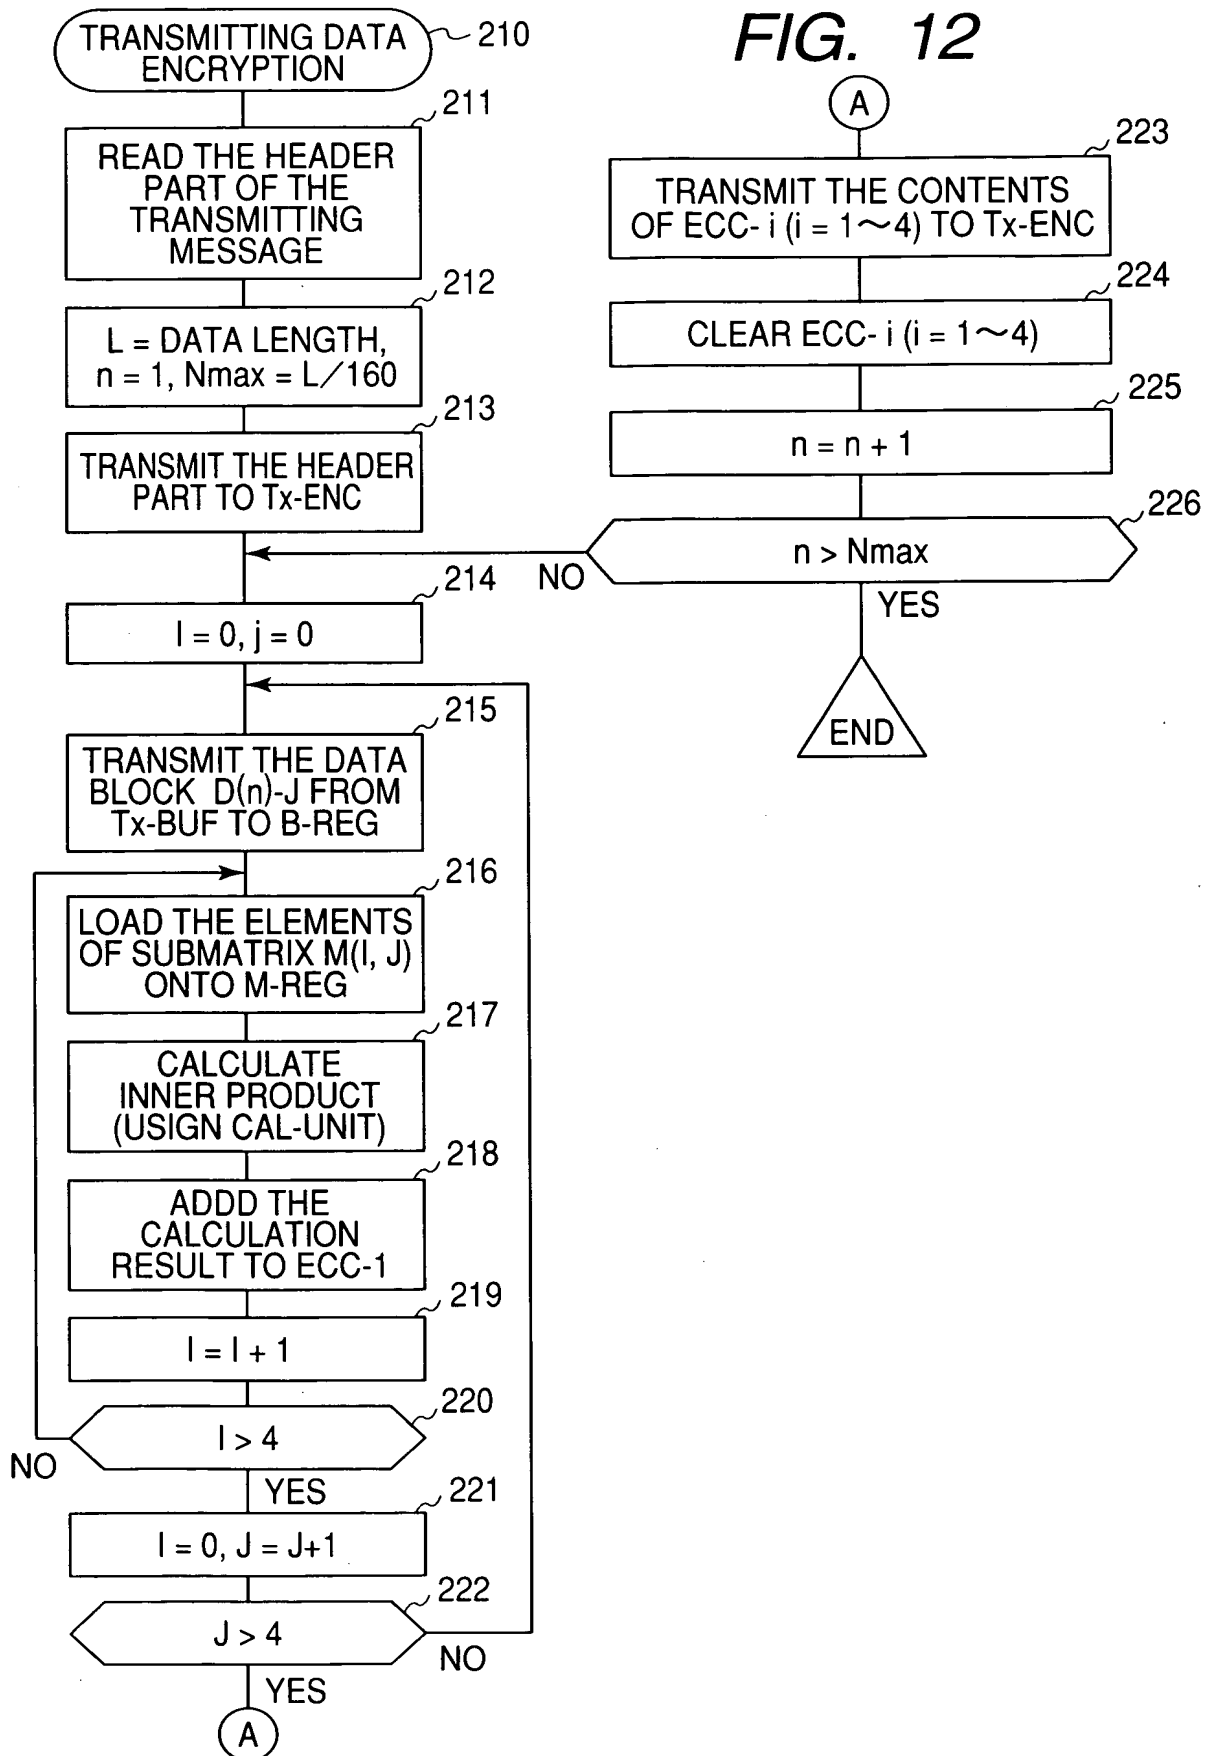 FIG. 12
TRANSMITTING DATA
ENCRYPTION
210
211
READ THE HEADER
PART OF THE
TRANSMITTING
MESSAGE
212
L = DATA LENGTH,
n = 1, Nmax = L/160
213
TRANSMIT THE HEADER
PART TO Tx-ENC
214
I = 0, j = 0
215
TRANSMIT THE DATA
BLOCK D(n)-J FROM
Tx-BUF TO B-REG
216
LOAD THE ELEMENTS
OF SUBMATRIX M(I, J)
ONTO M-REG
217
CALCULATE
INNER PRODUCT
(USIGN CAL-UNIT)
218
ADDD THE
CALCULATION
RESULT TO ECC-1
219
I = I + 1
220
I > 4
NO
YES
221
I = 0, J = J+1
222
J > 4
NO
YES
A
A
223
TRANSMIT THE CONTENTS
OF ECC- i (i = 1~4) TO Tx-ENC
224
CLEAR ECC- i (i = 1~4)
225
n = n + 1
226
n > Nmax
NO
YES
END